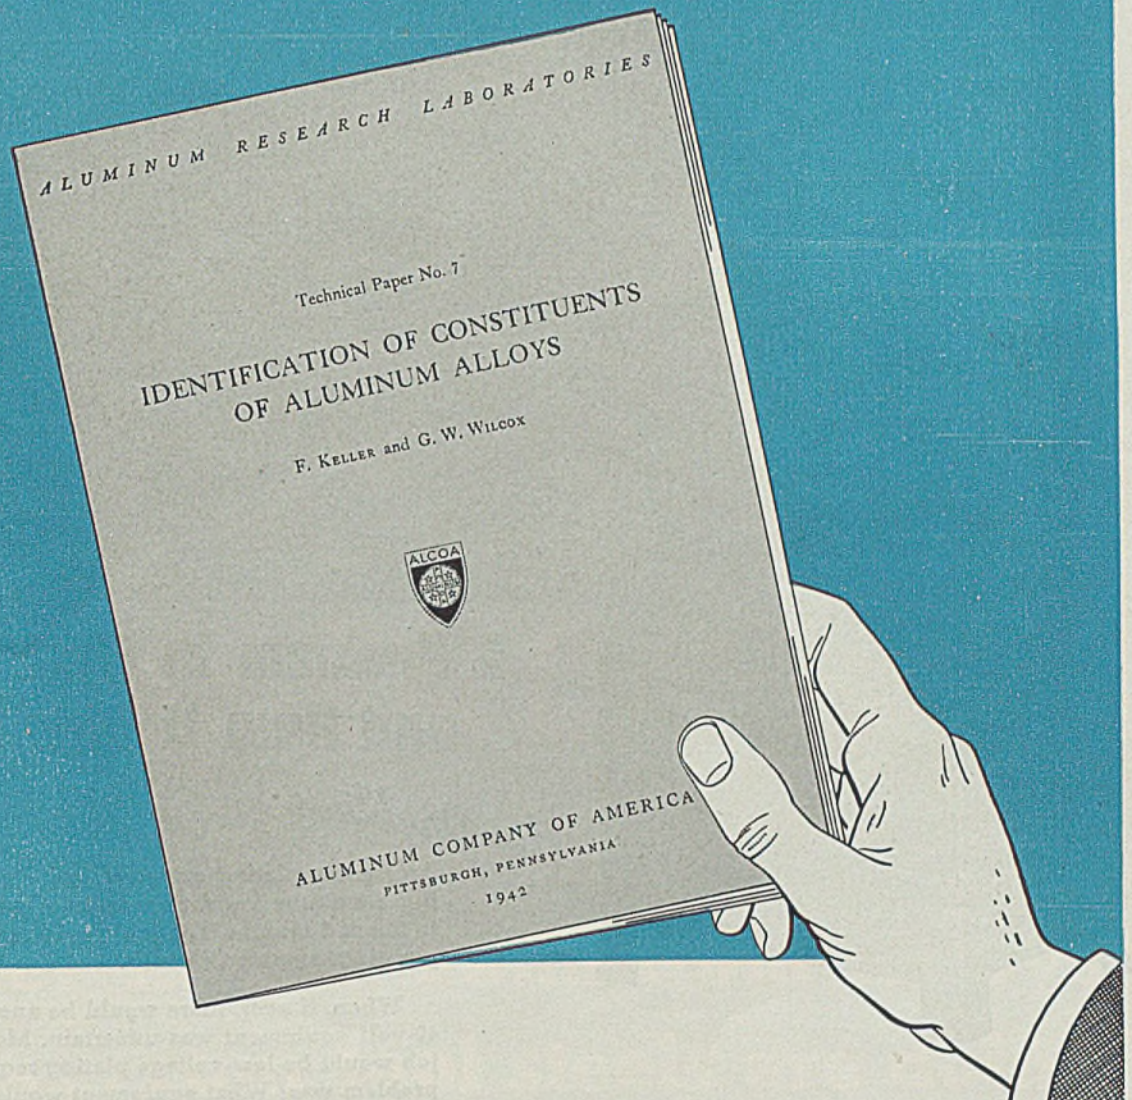 ALUMINUM RESEARCH LABORATORIES
Technical Paper No. 7
IDENTIFICATION OF CONSTITUENTS
OF ALUMINUM ALLOYS
F. KELLER and G. W. WILCOX
ALCOA
ALUMINUM COMPANY OF AMERICA
PITTSBURGH, PENNSYLVANIA
1942